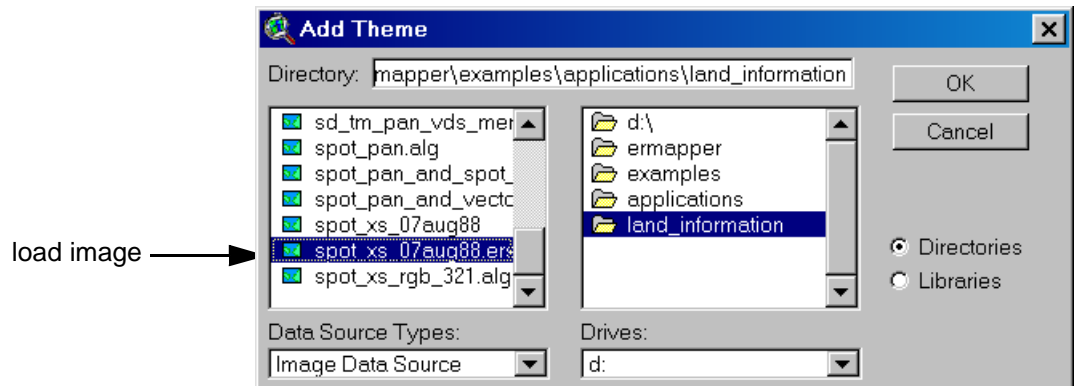 Add Theme
Directory: mapper\examples\applications\land_information
OK
Cancel
sd_tm_pan_vds_mer
spot_pan.alg
spot_pan_and_spot_
spot_pan_and_vecto
spot_xs_07aug88
spot_xs_07aug88.ers
spot_xs_rgb_321.alg
d:\
ermapper
examples
applications
land_information
load image
Directories
Libraries
Data Source Types:
Image Data Source
Drives:
d: